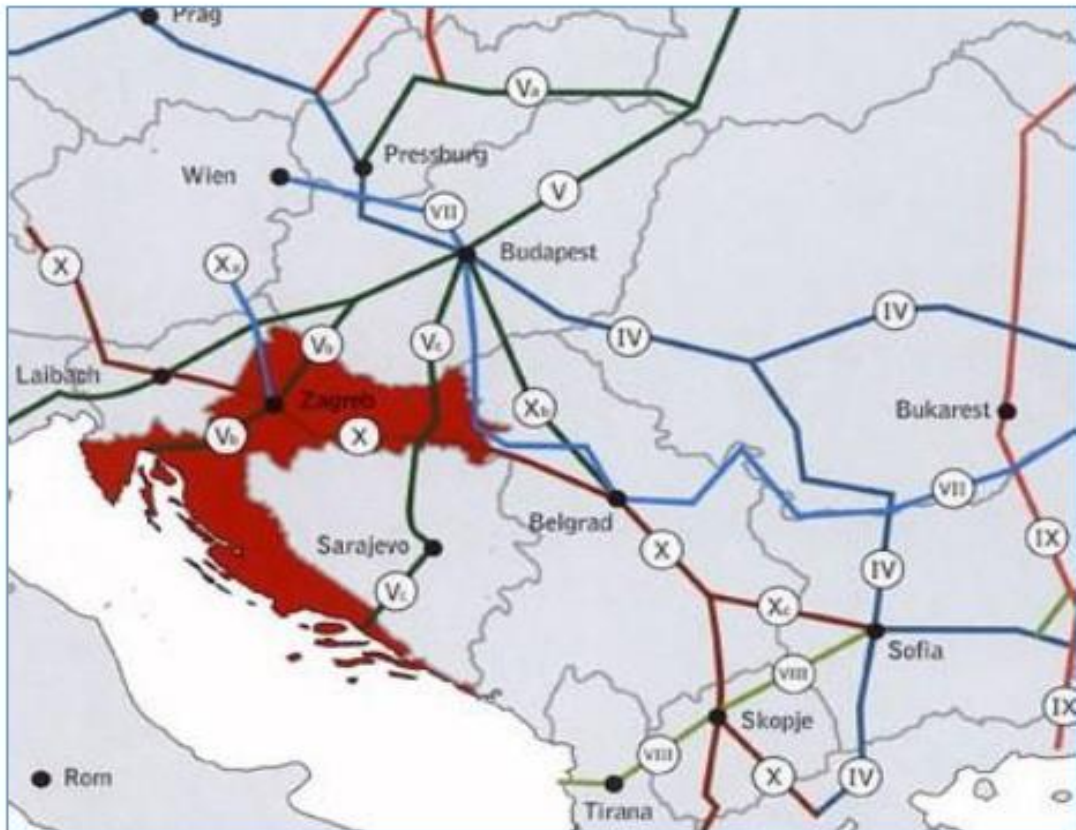 Prag
Va
Pressburg
Wien
VII
V
Budapest
X
Xa
IV
IV
Vb
Vc
Laibach
Zagreb
Xb
Bukarest
Vb
X
VII
Belgrad
Sarajevo
X
IX
IV
Vc
Xc
Sofia
VIII
IX
Skopje
VIII
X
IV
Rom
Tirana